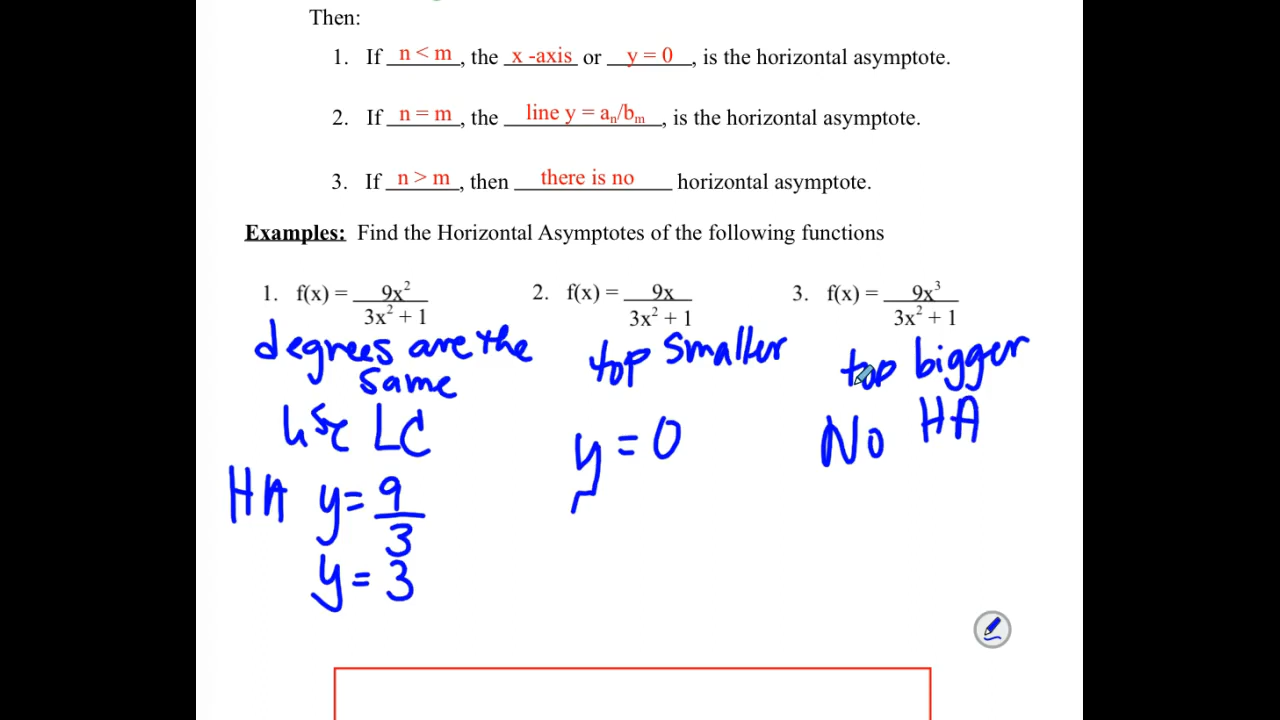 Then:
1. If n < m, the x -axis or y = 0, is the horizontal asymptote.
2. If n = m, the line y = aₙ/bₘ, is the horizontal asymptote.
3. If n > m, then there is no horizontal asymptote.
Examples: Find the Horizontal Asymptotes of the following functions
1. f(x) = 9x² / 3x² + 1
2. f(x) = 9x / 3x² + 1
3. f(x) = 9x³ / 3x² + 1
degrees are the
same
use LC
HA y = 9/3
y = 3
top smaller
y = 0
top bigger
No HA